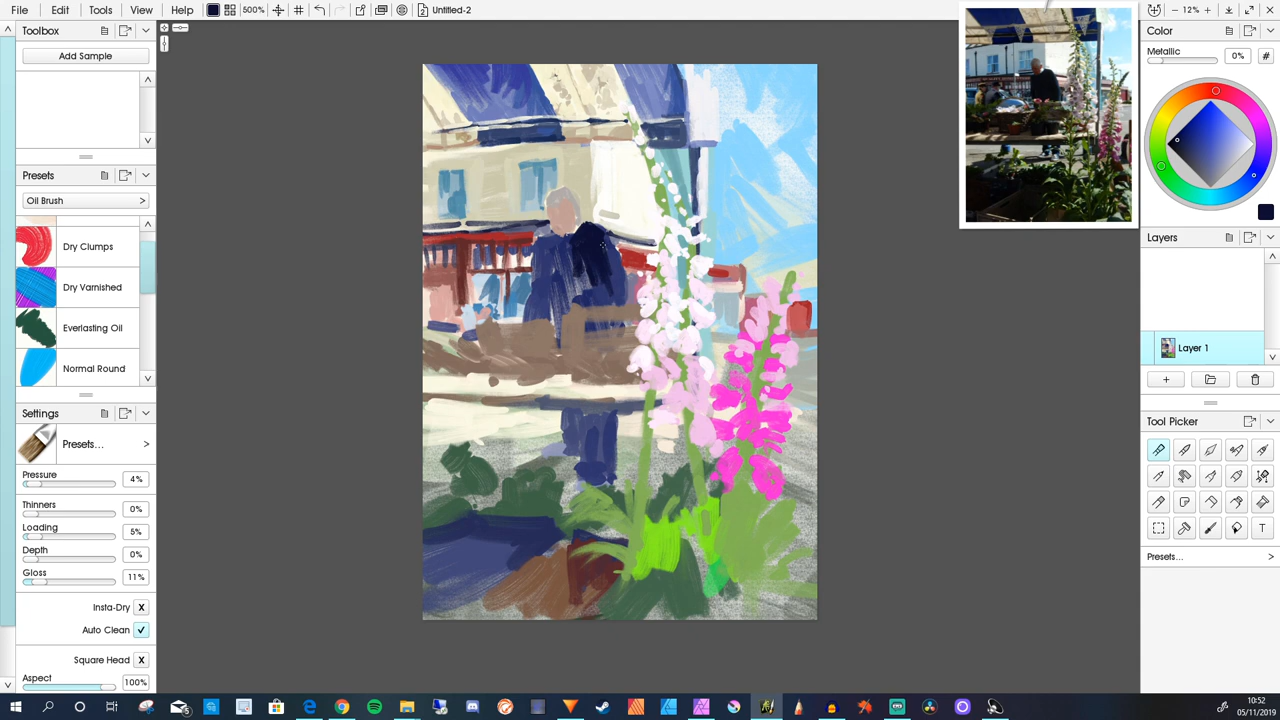 File Edit Tools View Help 500% Untitled-2 12%
Toolbox
Add Sample
Presets
Oil Brush >
Dry Clumps
Dry Varnished
Everlasting Oil
Normal Round
Settings
Presets... >
Pressure 4%
Thinners 0%
Loading 5%
Depth 0%
Gloss 11%
Insta-Dry X
Auto Clean
Square Head X
Aspect 100%
Color
Metallic
0% #
Layers
Layer 1
Tool Picker
T
Presets... >
10:52
05/11/2019